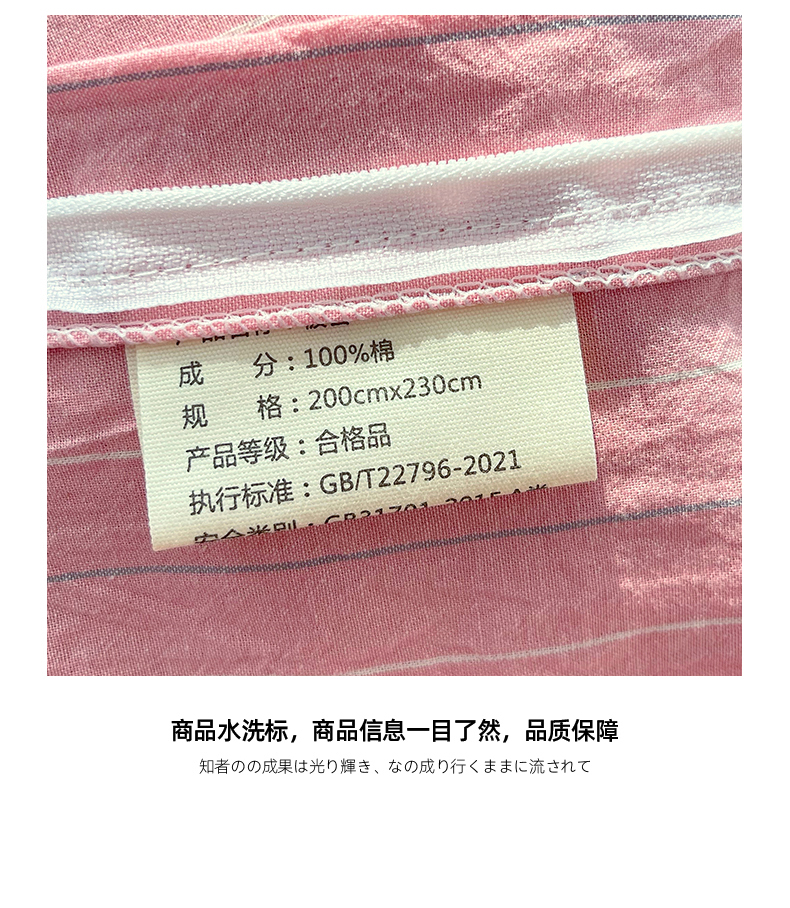 成 分：100%棉
规 格：200cmx230cm
产品等级：合格品
执行标准：GB/T22796-2021
商品水洗标，商品信息一目了然，品质保障
知者のの成果は光り輝き、なの成り行くままに流されて